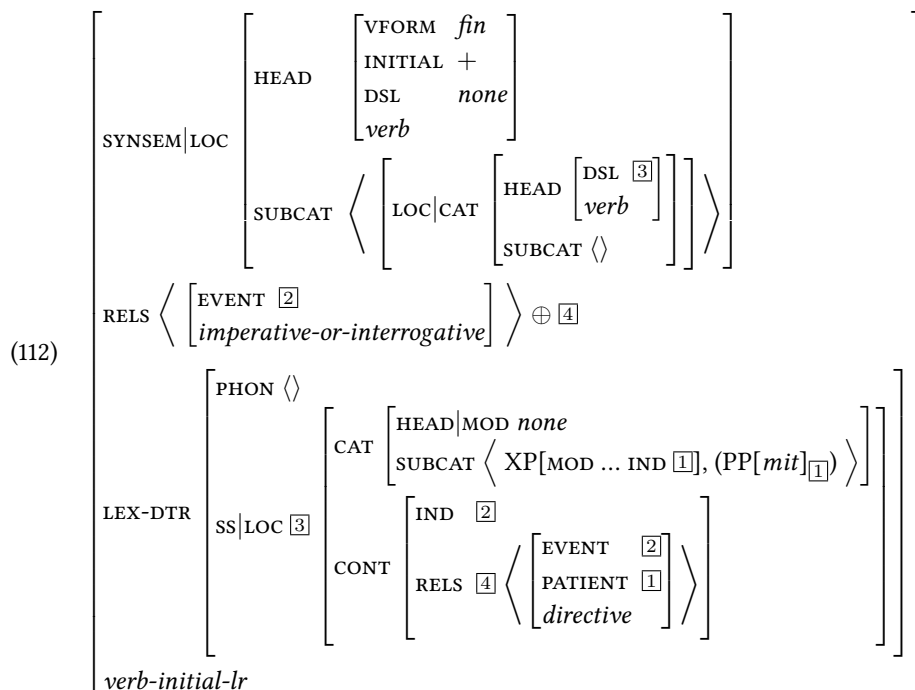 VFORM fin
HEAD INITIAL +
DSL none
verb
SYNSEM|LOC
HEAD DSL 3
LOC|CAT verb
SUBCAT ⟨ SUBCAT ⟨⟩ ⟩
RELS ⟨ EVENT 2 ⟩ ⊕ 4
imperative-or-interrogative
(112)
PHON ⟨⟩
CAT HEAD|MOD none
SUBCAT ⟨ XP[MOD ... IND 1], (PP[mit]1) ⟩
LEX-DTR
SS|LOC 3 IND 2
EVENT 2
CONT RELS 4 ⟨ PATIENT 1 ⟩
directive
verb-initial-lr